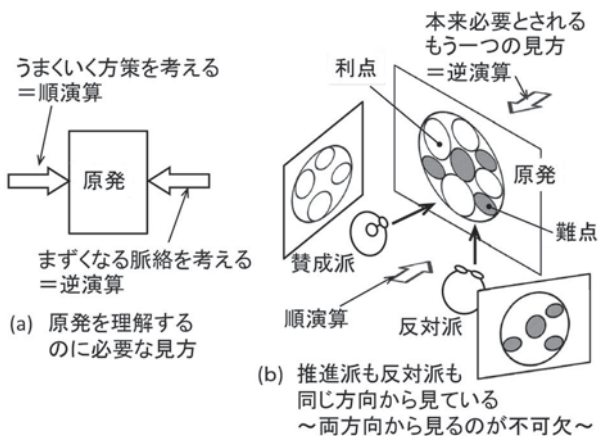 うまくいく方策を考える
＝順演算
原発
まずくなる脈絡を考える
＝逆演算
(a) 原発を理解する
のに必要な見方
本来必要とされる
もう一つの見方
＝逆演算
利点
原発
難点
賛成派
順演算
反対派
(b) 推進派も反対派も
同じ方向から見ている
～両方向から見るのが不可欠～